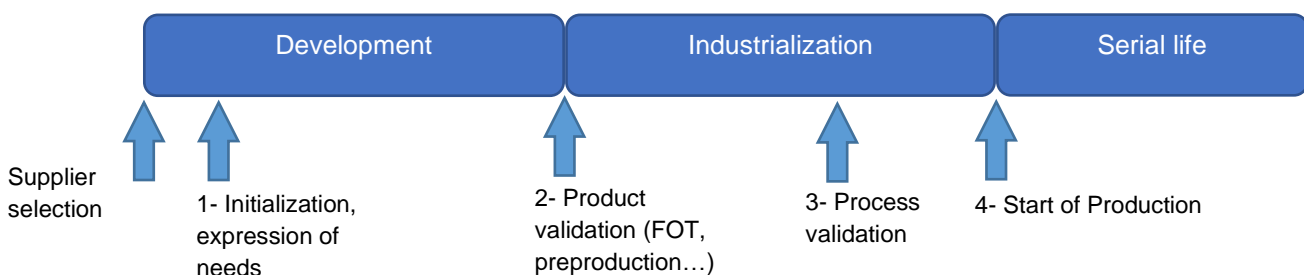 Development
Industrialization
Serial life
Supplier
selection
1- Initialization,
expression of
needs
2- Product
validation (FOT,
preproduction…)
3- Process
validation
4- Start of Production